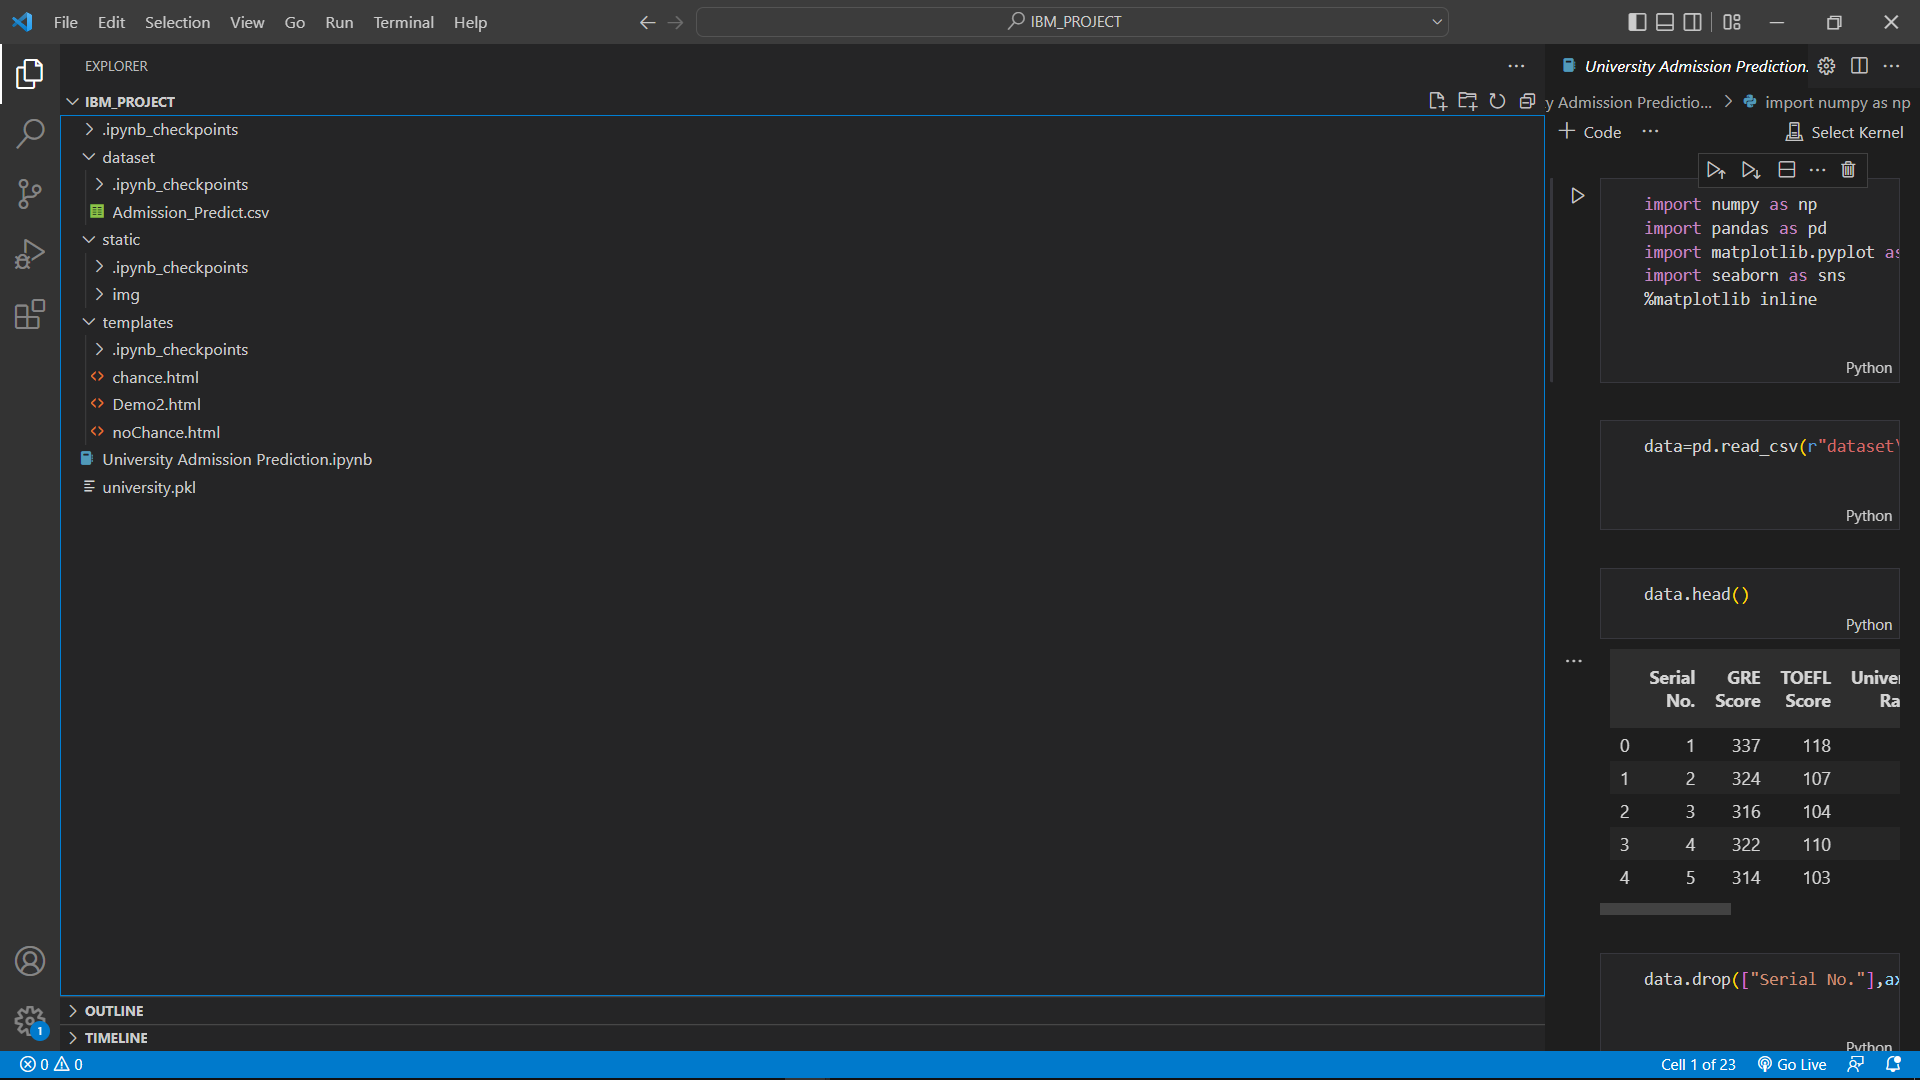 File Edit Selection View Go Run Terminal Help
IBM_PROJECT
EXPLORER
IBM_PROJECT
.ipynb_checkpoints
dataset
.ipynb_checkpoints
Admission_Predict.csv
static
.ipynb_checkpoints
img
templates
.ipynb_checkpoints
chance.html
Demo2.html
noChance.html
University Admission Prediction.ipynb
university.pkl
OUTLINE
TIMELINE
University Admission Prediction.
y Admission Predictio... > import numpy as np
+ Code ... Select Kernel
import numpy as np
import pandas as pd
import matplotlib.pyplot as
import seaborn as sns
%matplotlib inline
Python
data=pd.read_csv(r"dataset\
Python
data.head()
Python
Serial No. GRE Score TOEFL Score Univer Ra
0 1 337 118
1 2 324 107
2 3 316 104
3 4 322 110
4 5 314 103
data.drop(["Serial No."],ax
Python
1
0 0
Cell 1 of 23 Go Live